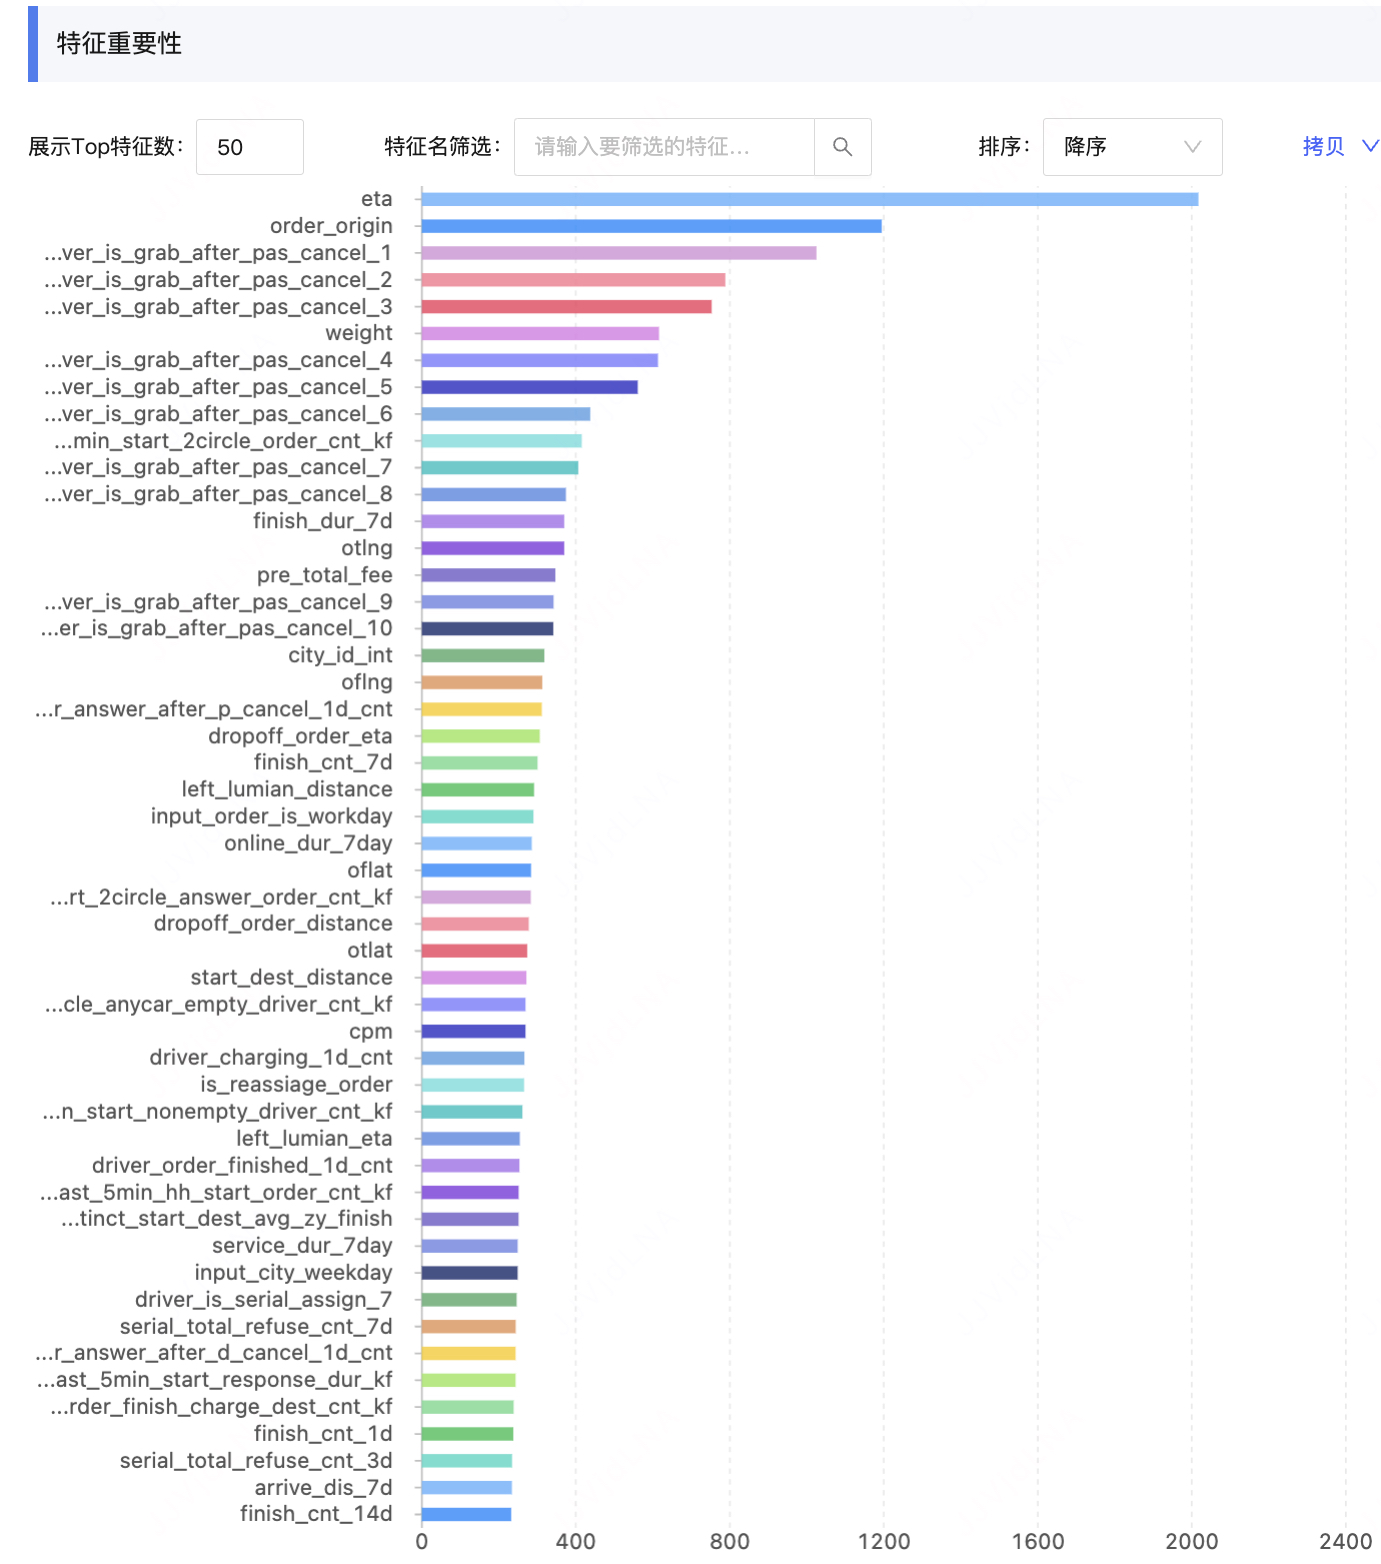 特征重要性
展示Top特征数： 50 特征名筛选： 请输入要筛选的特征... 排序： 降序 拷贝
eta
order_origin
...ver_is_grab_after_pas_cancel_1
...ver_is_grab_after_pas_cancel_2
...ver_is_grab_after_pas_cancel_3
weight
...ver_is_grab_after_pas_cancel_4
...ver_is_grab_after_pas_cancel_5
...ver_is_grab_after_pas_cancel_6
...min_start_2circle_order_cnt_kf
...ver_is_grab_after_pas_cancel_7
...ver_is_grab_after_pas_cancel_8
finish_dur_7d
otlng
pre_total_fee
...ver_is_grab_after_pas_cancel_9
...er_is_grab_after_pas_cancel_10
city_id_int
oflng
...r_answer_after_p_cancel_1d_cnt
dropoff_order_eta
finish_cnt_7d
left_lumian_distance
input_order_is_workday
online_dur_7day
oflat
...rt_2circle_answer_order_cnt_kf
dropoff_order_distance
otlat
start_dest_distance
...cle_anycar_empty_driver_cnt_kf
cpm
driver_charging_1d_cnt
is_reassiage_order
...n_start_nonempty_driver_cnt_kf
left_lumian_eta
driver_order_finished_1d_cnt
...ast_5min_hh_start_order_cnt_kf
...tinct_start_dest_avg_zy_finish
service_dur_7day
input_city_weekday
driver_is_serial_assign_7
serial_total_refuse_cnt_7d
...r_answer_after_d_cancel_1d_cnt
...ast_5min_start_response_dur_kf
...rder_finish_charge_dest_cnt_kf
finish_cnt_1d
serial_total_refuse_cnt_3d
arrive_dis_7d
finish_cnt_14d
0 400 800 1200 1600 2000 2400